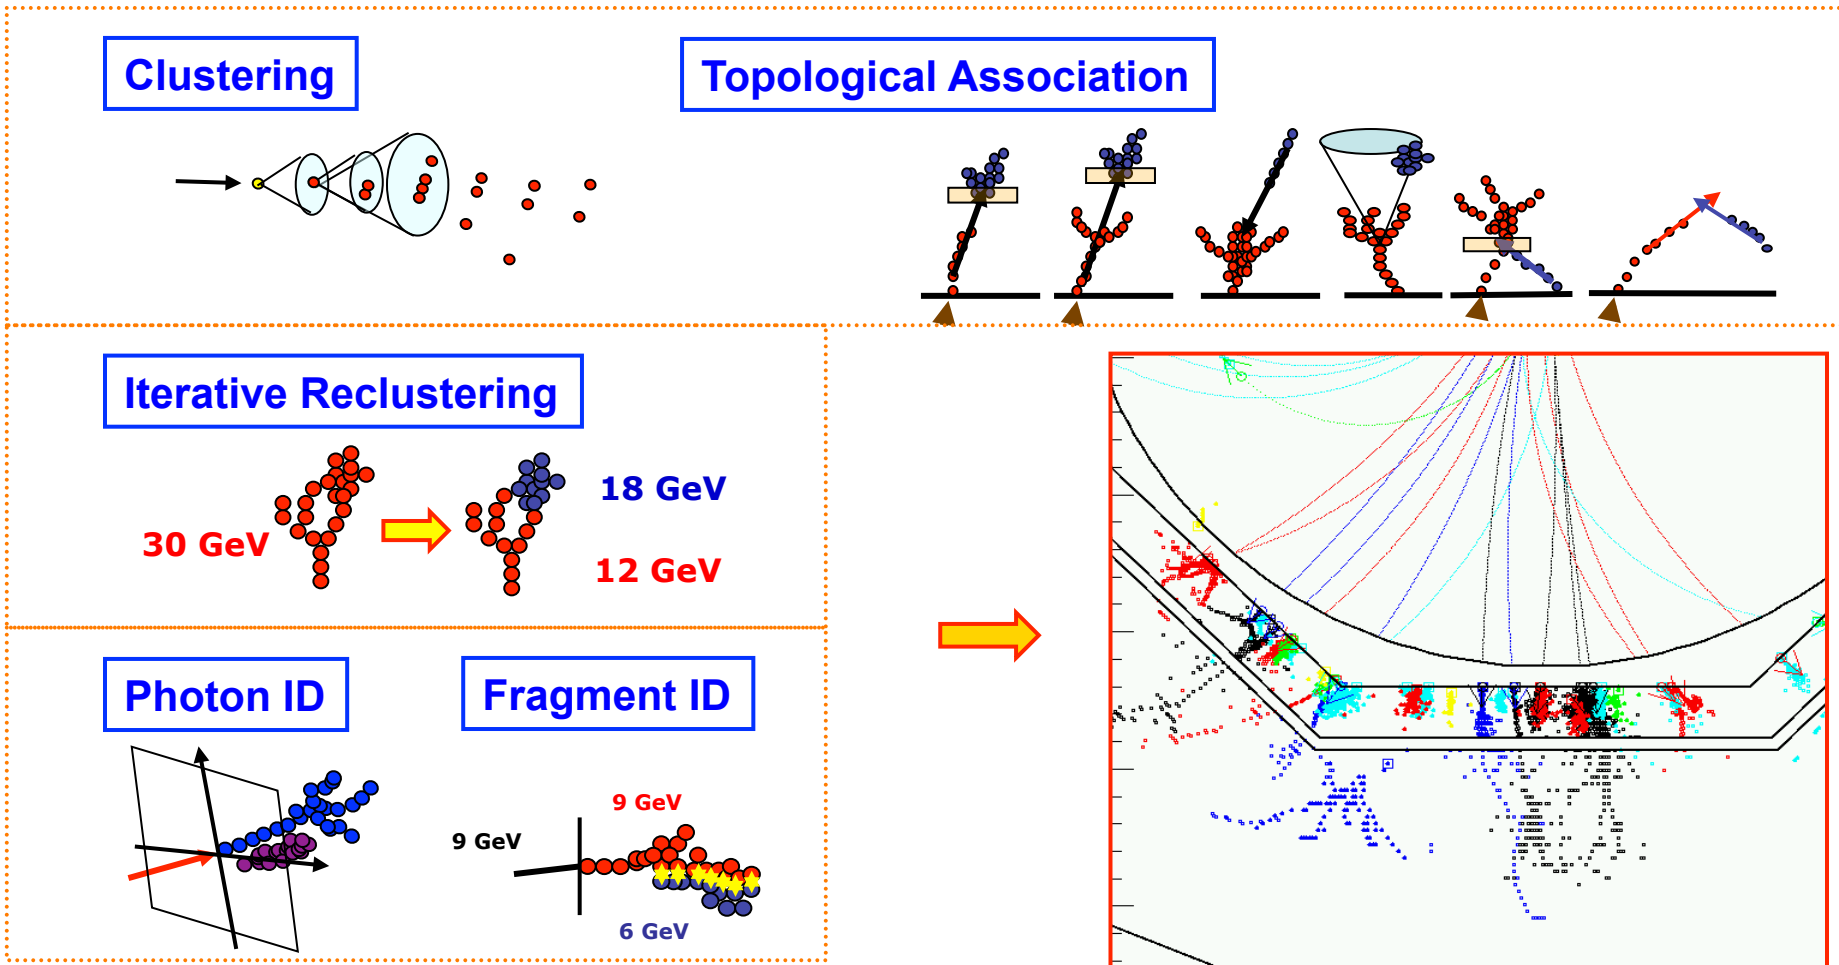 Clustering
Topological Association
Iterative Reclustering
30 GeV
18 GeV
12 GeV
Photon ID
Fragment ID
9 GeV
9 GeV
6 GeV